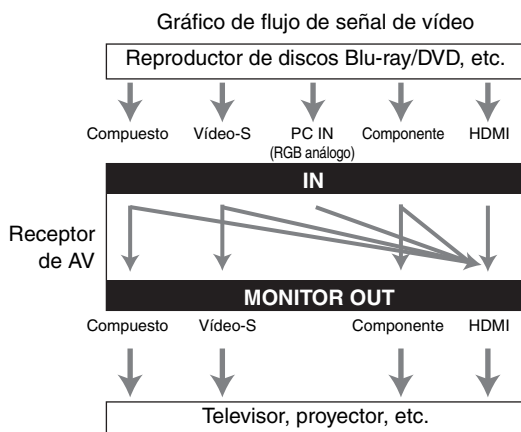 Gráfico de flujo de señal de vídeo
Reproductor de discos Blu-ray/DVD, etc.
Compuesto Vídeo-S PC IN Componente HDMI
(RGB análogo)
IN
Receptor
de AV
MONITOR OUT
Compuesto Vídeo-S Componente HDMI
Televisor, proyector, etc.